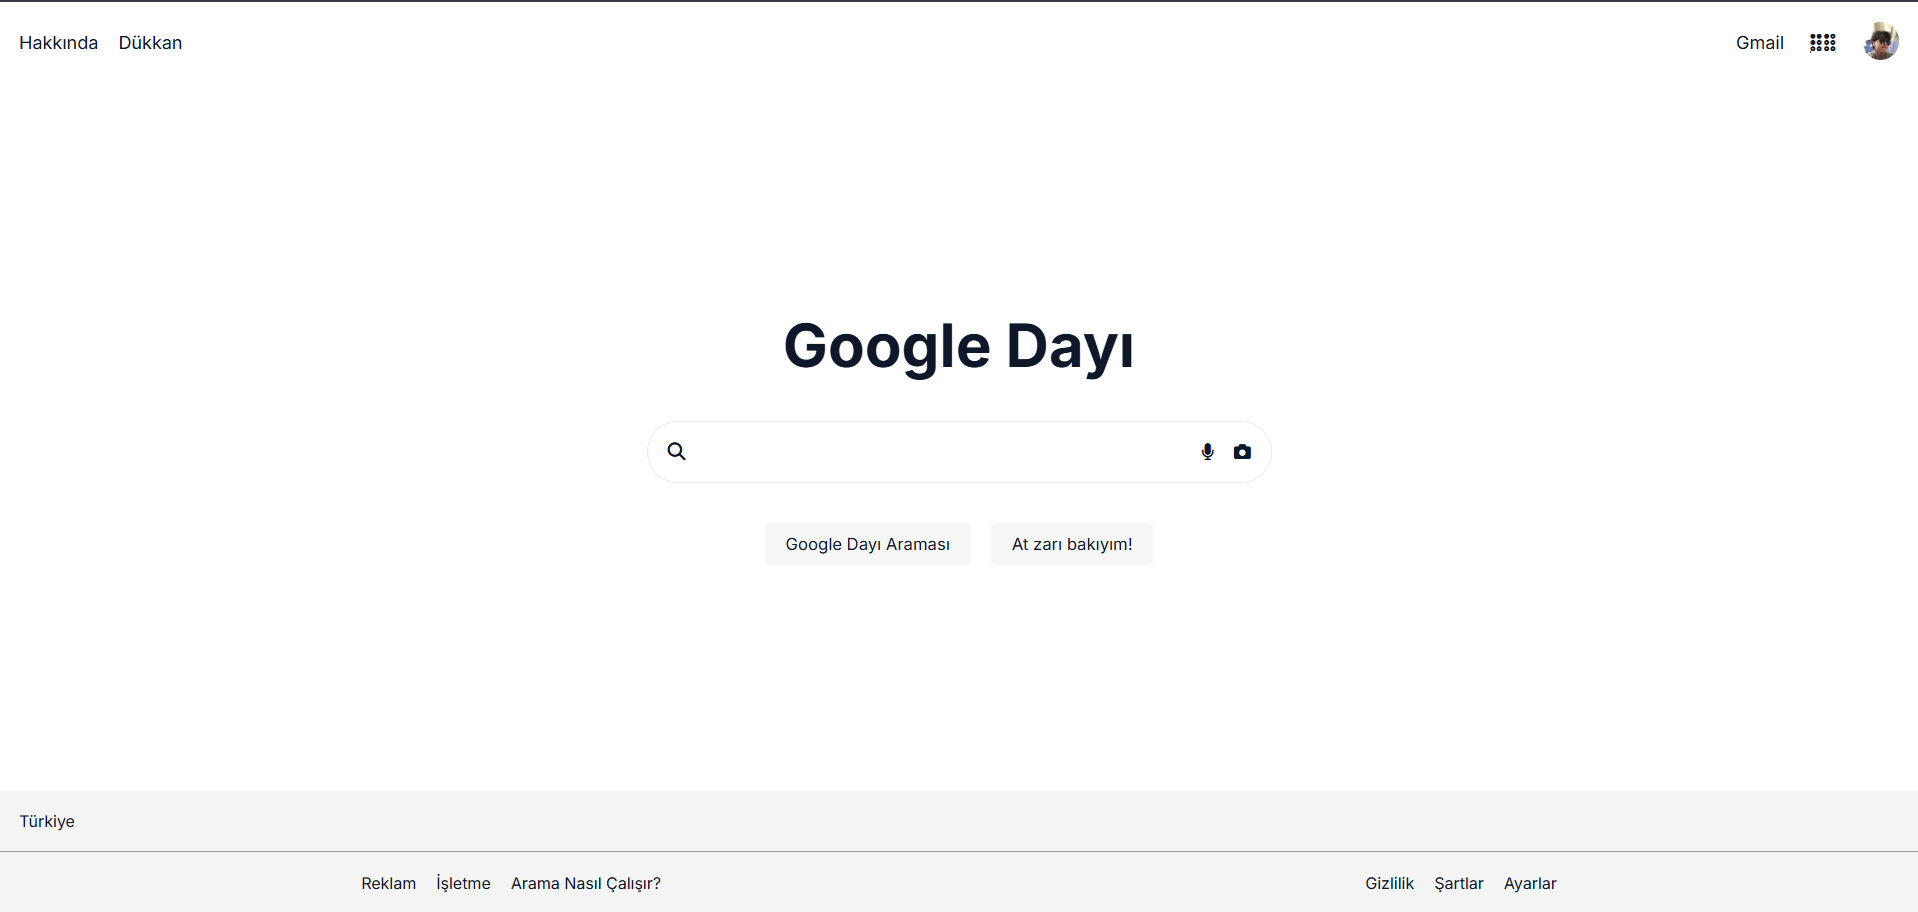 Hakkında Dükkan Gmail
Google Dayı
Google Dayı Araması At zarı bakıyım!
Türkiye
Reklam İşletme Arama Nasıl Çalışır? Gizlilik Şartlar Ayarlar